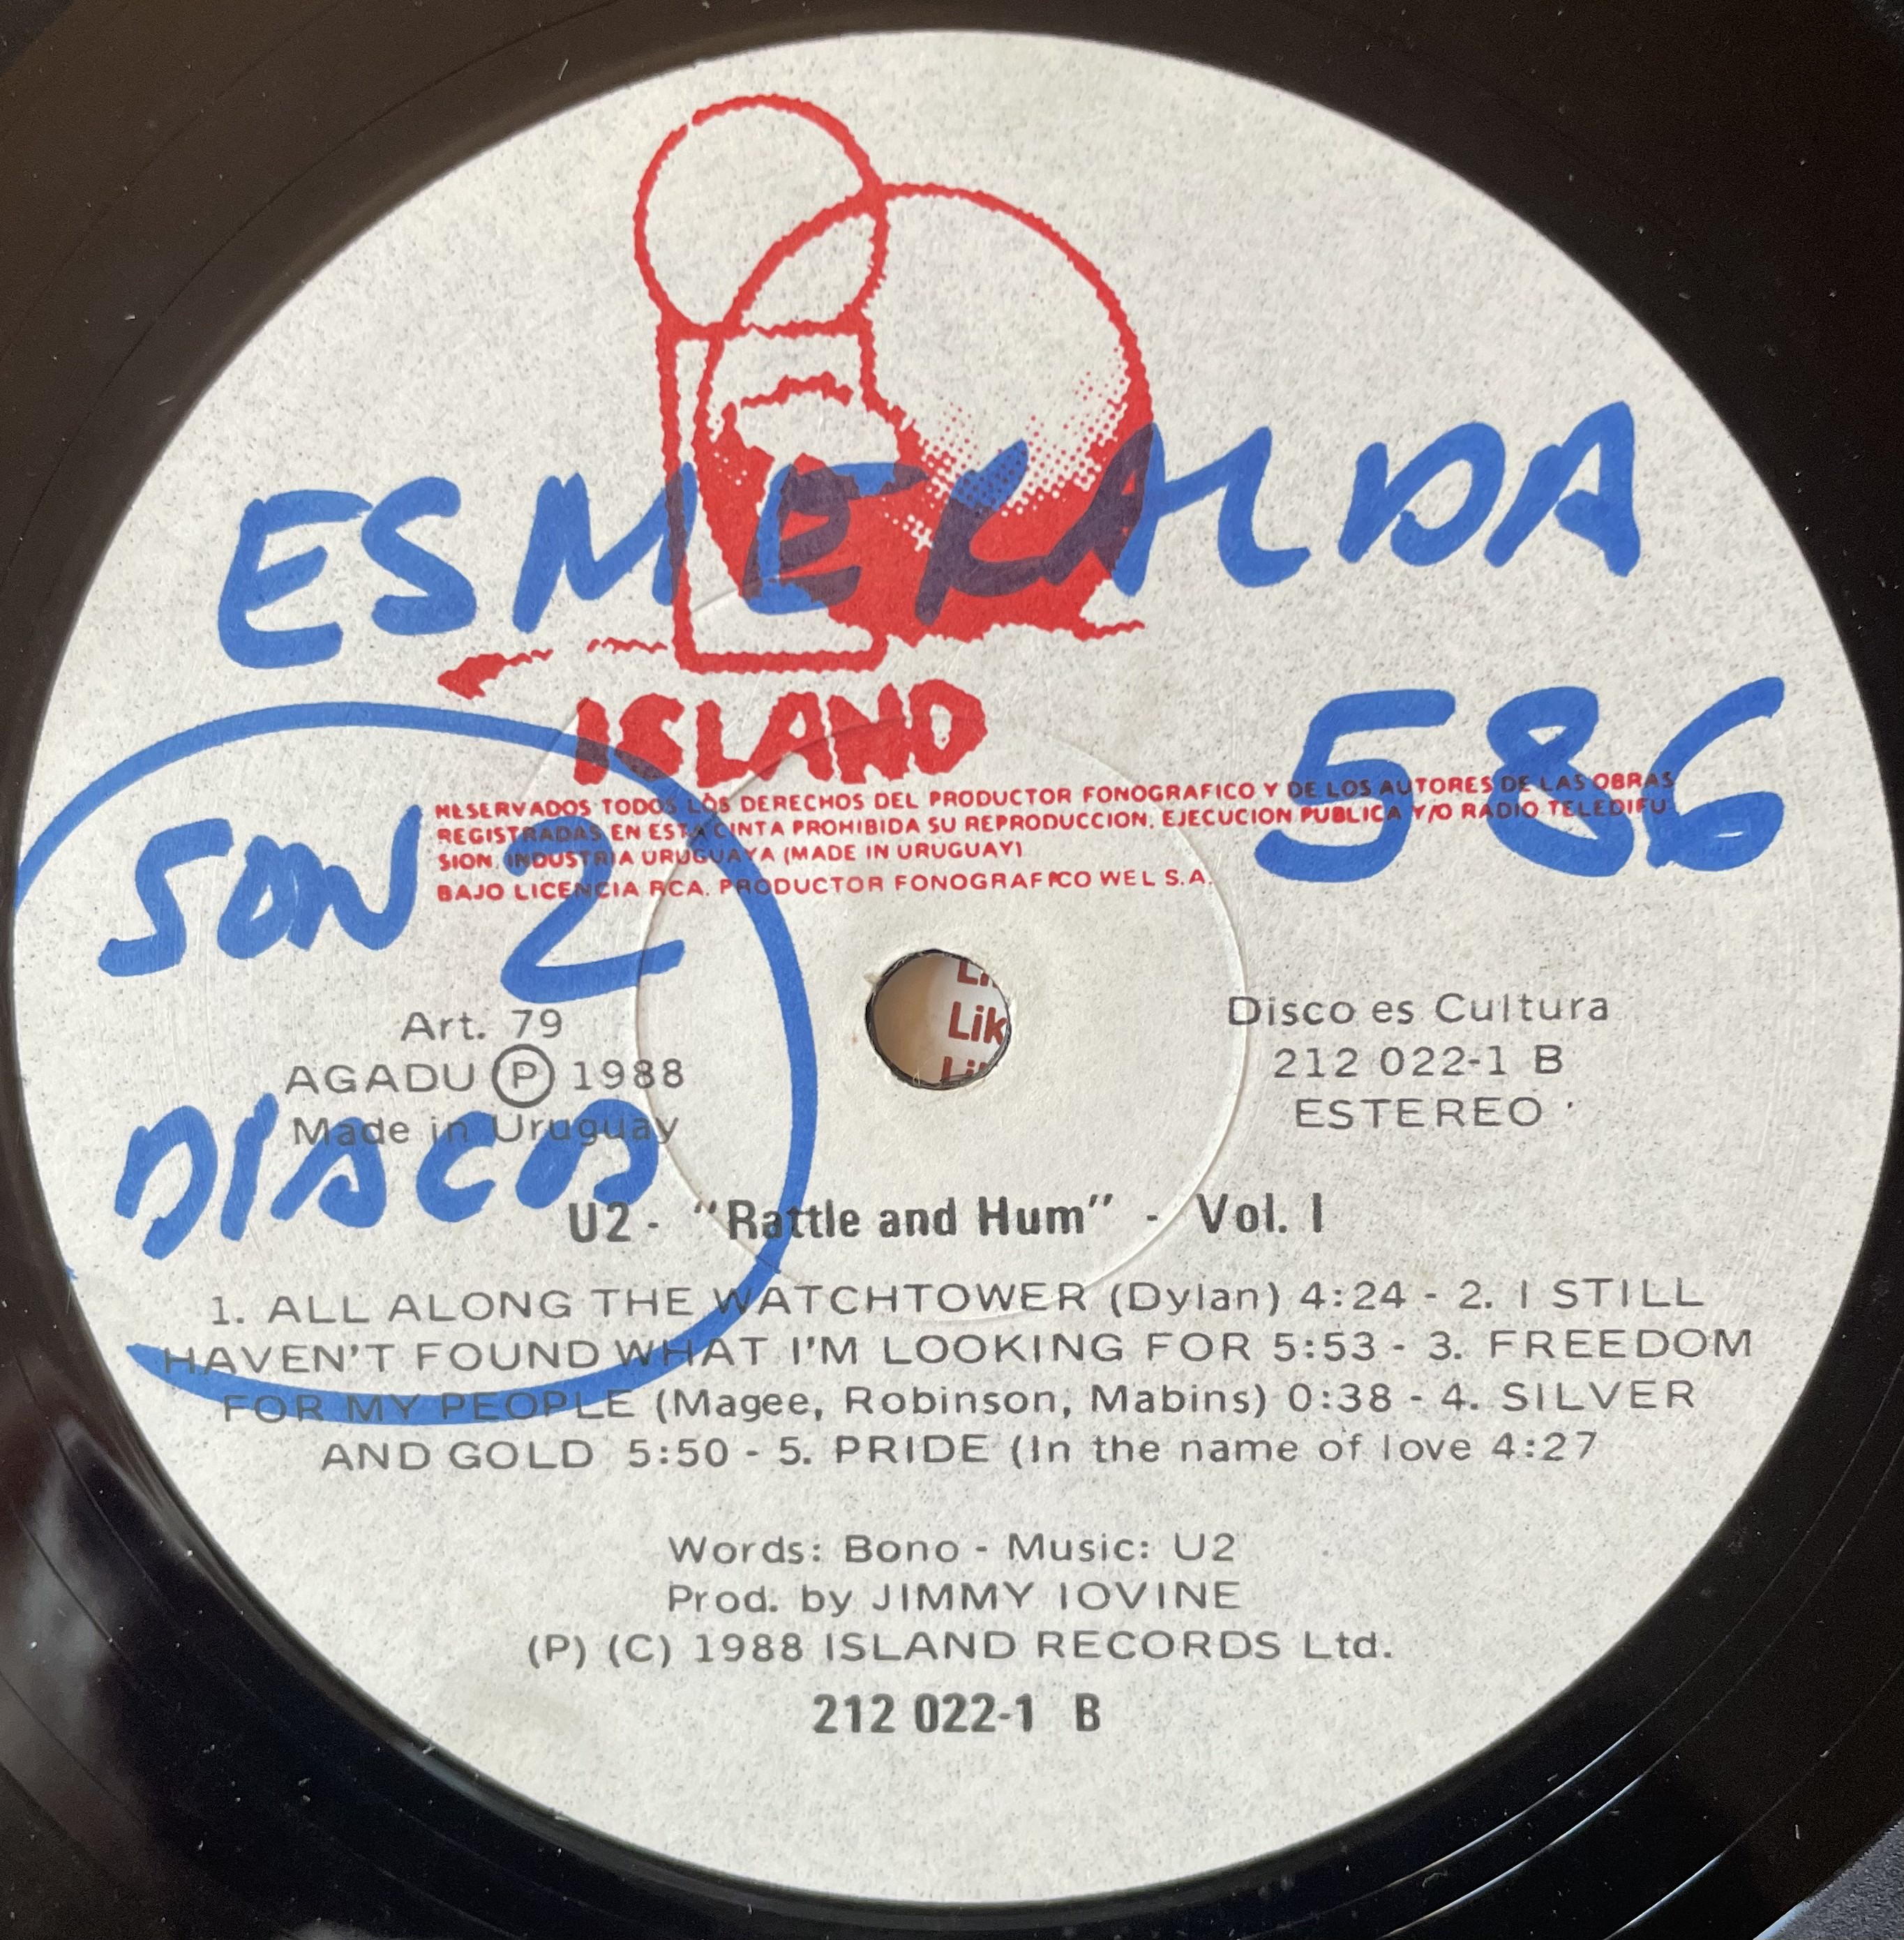 ESMERALDA
586
SON 2
DISCOS
ISLAND
RESERVADOS TODOS LOS DERECHOS DEL PRODUCTOR FONOGRAFICO Y DE LOS AUTORES DE LAS OBRAS
REGISTRADAS EN ESTA CINTA PROHIBIDA SU REPRODUCCION, EJECUCION PUBLICA Y/O RADIO TELEDIFU
SION. INDUSTRIA URUGUAYA (MADE IN URUGUAY)
BAJO LICENCIA RCA. PRODUCTOR FONOGRAFICO WEL S.A.
Art. 79
AGADU Ⓟ 1988
Made in Uruguay
Lik
Disco es Cultura
212 022-1 B
ESTEREO
U2 - "Rattle and Hum" - Vol. I
1. ALL ALONG THE WATCHTOWER (Dylan) 4:24 - 2. I STILL
HAVEN'T FOUND WHAT I'M LOOKING FOR 5:53 - 3. FREEDOM
FOR MY PEOPLE (Magee, Robinson, Mabins) 0:38 - 4. SILVER
AND GOLD 5:50 - 5. PRIDE (In the name of love 4:27
Words: Bono - Music: U2
Prod. by JIMMY IOVINE
(P) (C) 1988 ISLAND RECORDS Ltd.
212 022-1 B